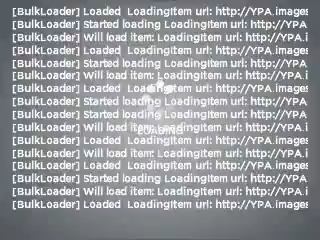 [BulkLoader] Loaded LoadingItem url: http://YPA.images
[BulkLoader] Started loading LoadingItem url: http://YPA
[BulkLoader] Will load item: LoadingItem url: http://YPA.i
[BulkLoader] Loaded LoadingItem url: http://YPA.images
[BulkLoader] Started loading LoadingItem url: http://YPA
[BulkLoader] Will load item: LoadingItem url: http://YPA.i
[BulkLoader] Loaded LoadingItem url: http://YPA.images
[BulkLoader] Started loading LoadingItem url: http://YPA
[BulkLoader] Started loading LoadingItem url: http://YPA
[BulkLoader] Will load item: LoadingItem url: http://YPA.i
LOADING
[BulkLoader] Loaded LoadingItem url: http://YPA.images
[BulkLoader] Will load item: LoadingItem url: http://YPA.i
[BulkLoader] Loaded LoadingItem url: http://YPA.images
[BulkLoader] Started loading LoadingItem url: http://YPA
[BulkLoader] Will load item: LoadingItem url: http://YPA.i
[BulkLoader] Loaded LoadingItem url: http://YPA.images